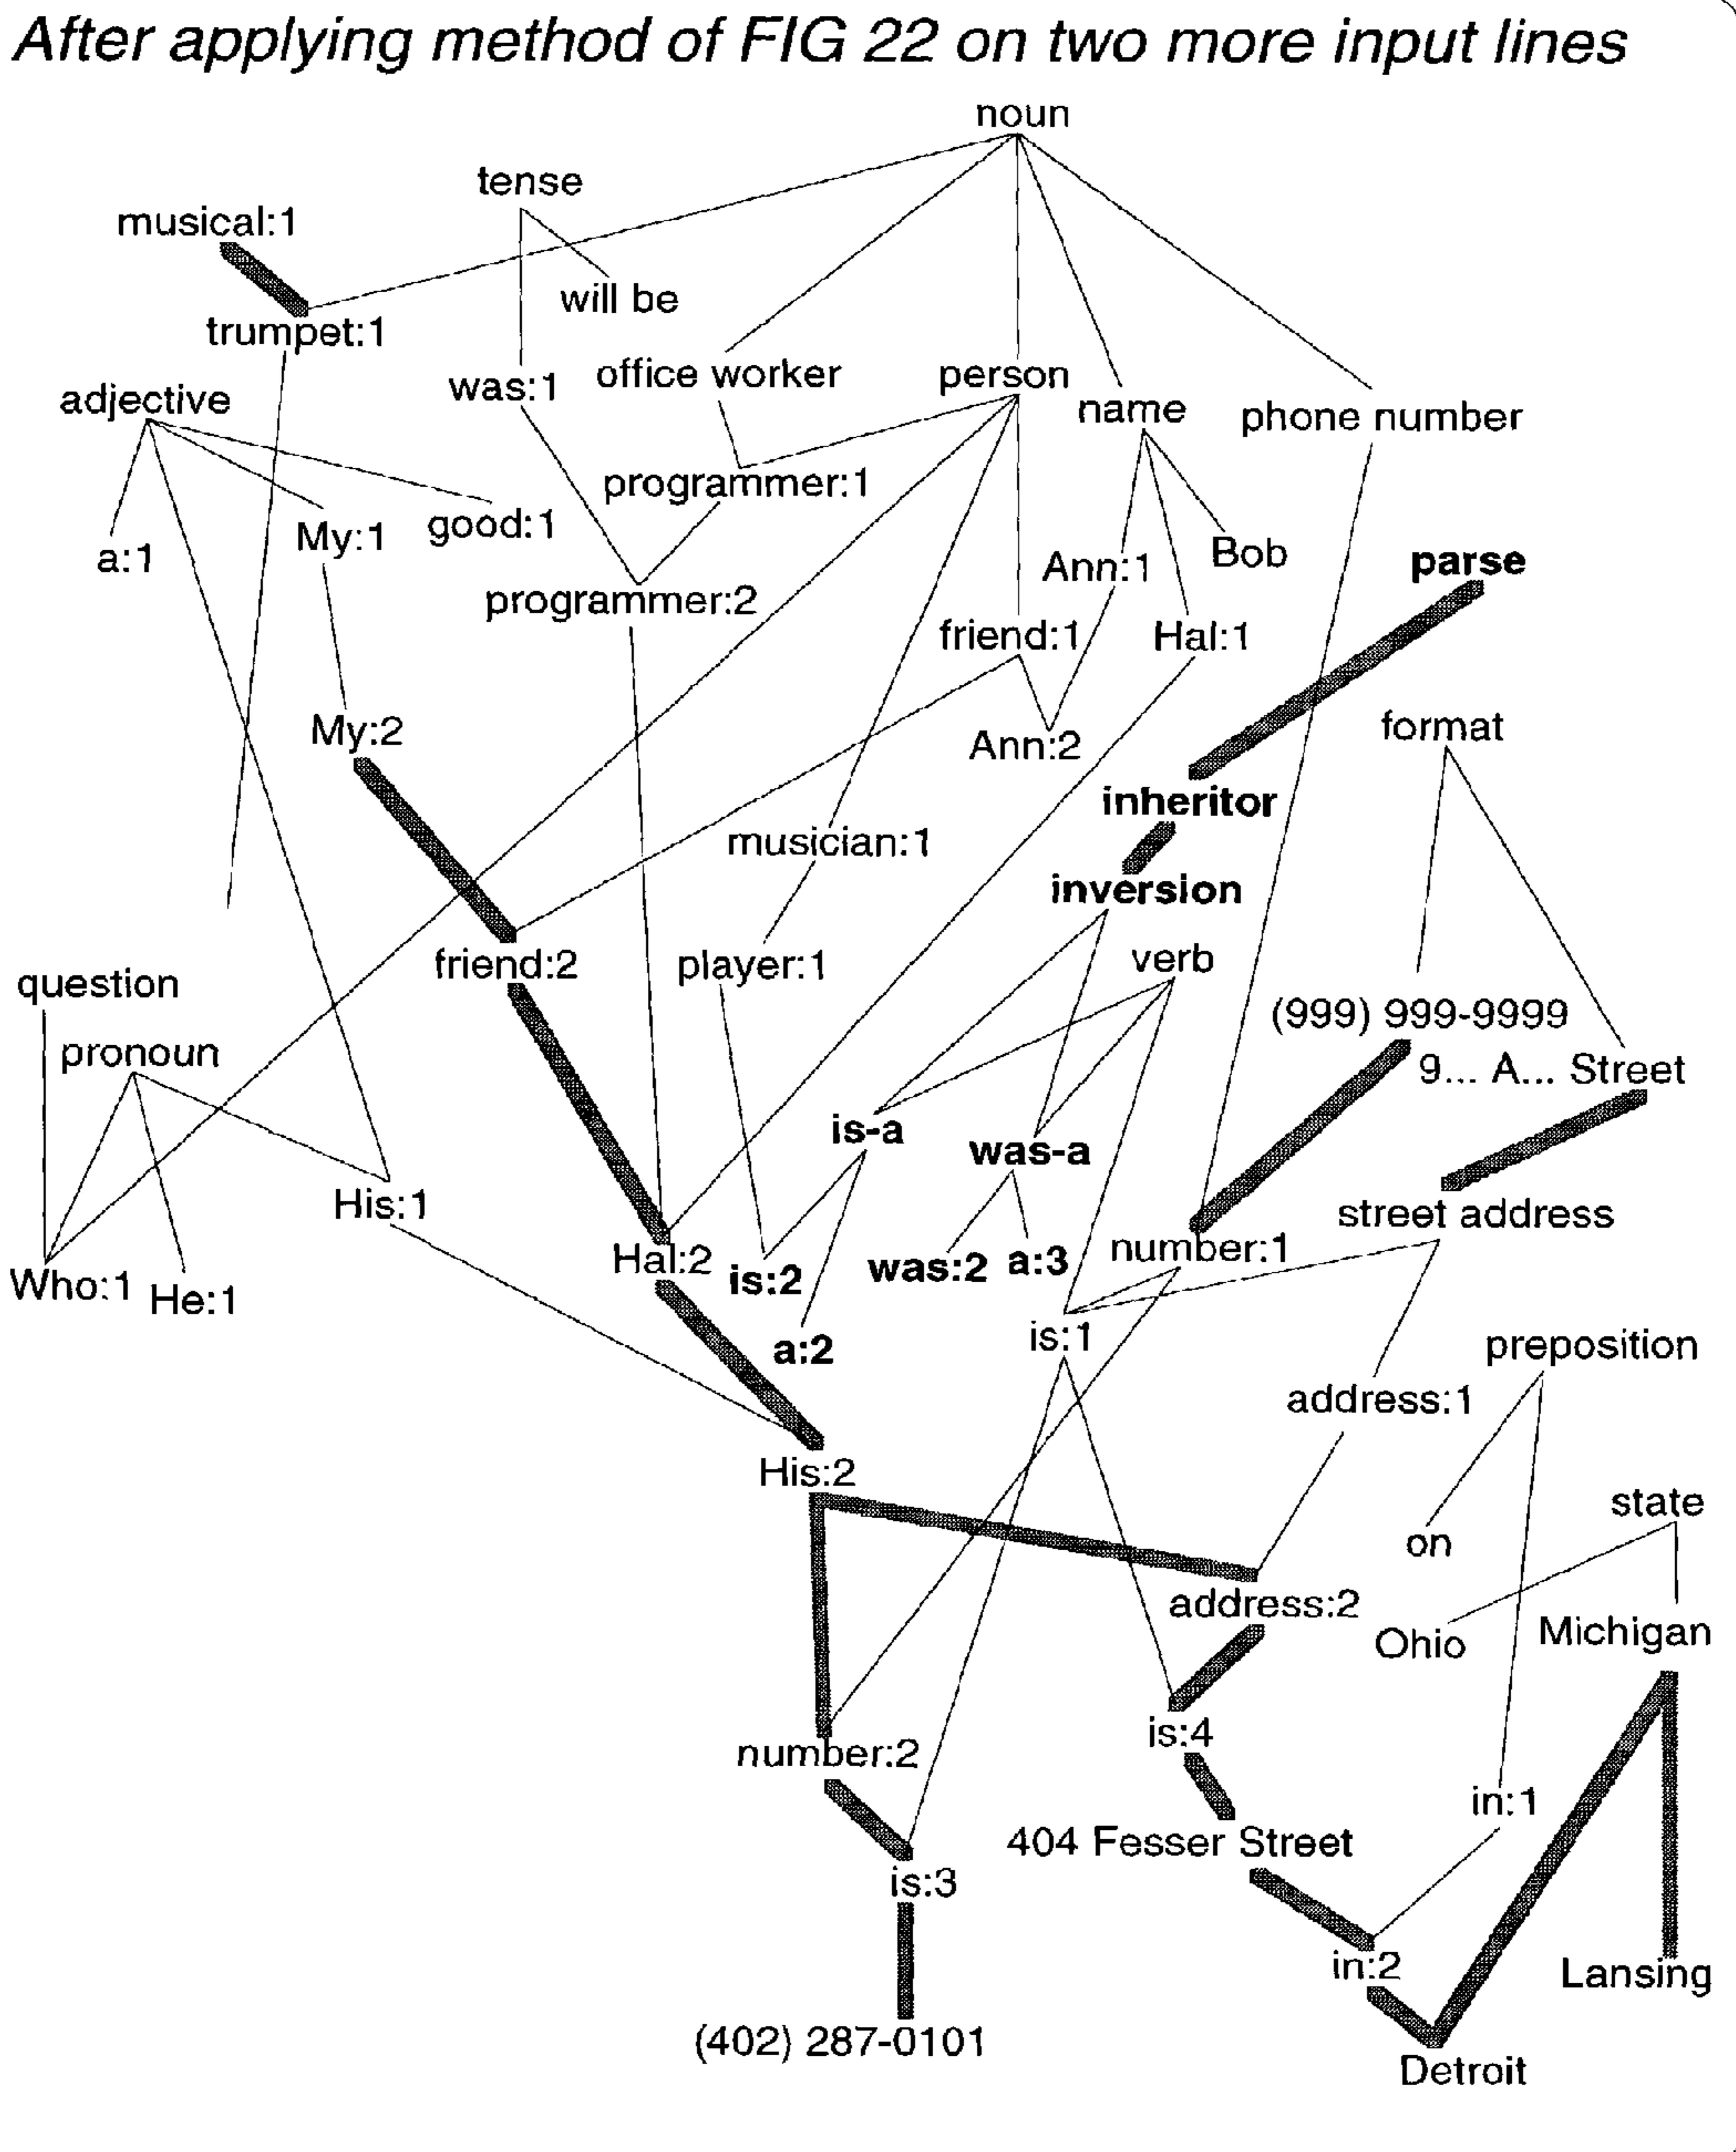 After applying method of FIG 22 on two more input lines
noun
tense
musical:1
will be
trumpet:1
office worker
person
was:1
adjective
name
phone number
programmer:1
good:1
My:1
a:1
Bob
Ann:1
parse
programmer:2
friend:1
Hal:1
format
My:2
Ann:2
inheritor
musician:1
inversion
verb
friend:2
player:1
question
(999) 999-9999
pronoun
9... A... Street
is-a
was-a
His:1
street address
number:1
Hal:2
was:2
a:3
is:2
Who:1
He:1
is:1
preposition
a:2
address:1
His:2
state
on
address:2
Michigan
Ohio
is:4
number:2
in:1
404 Fesser Street
is:3
in:2
Lansing
(402) 287-0101
Detroit